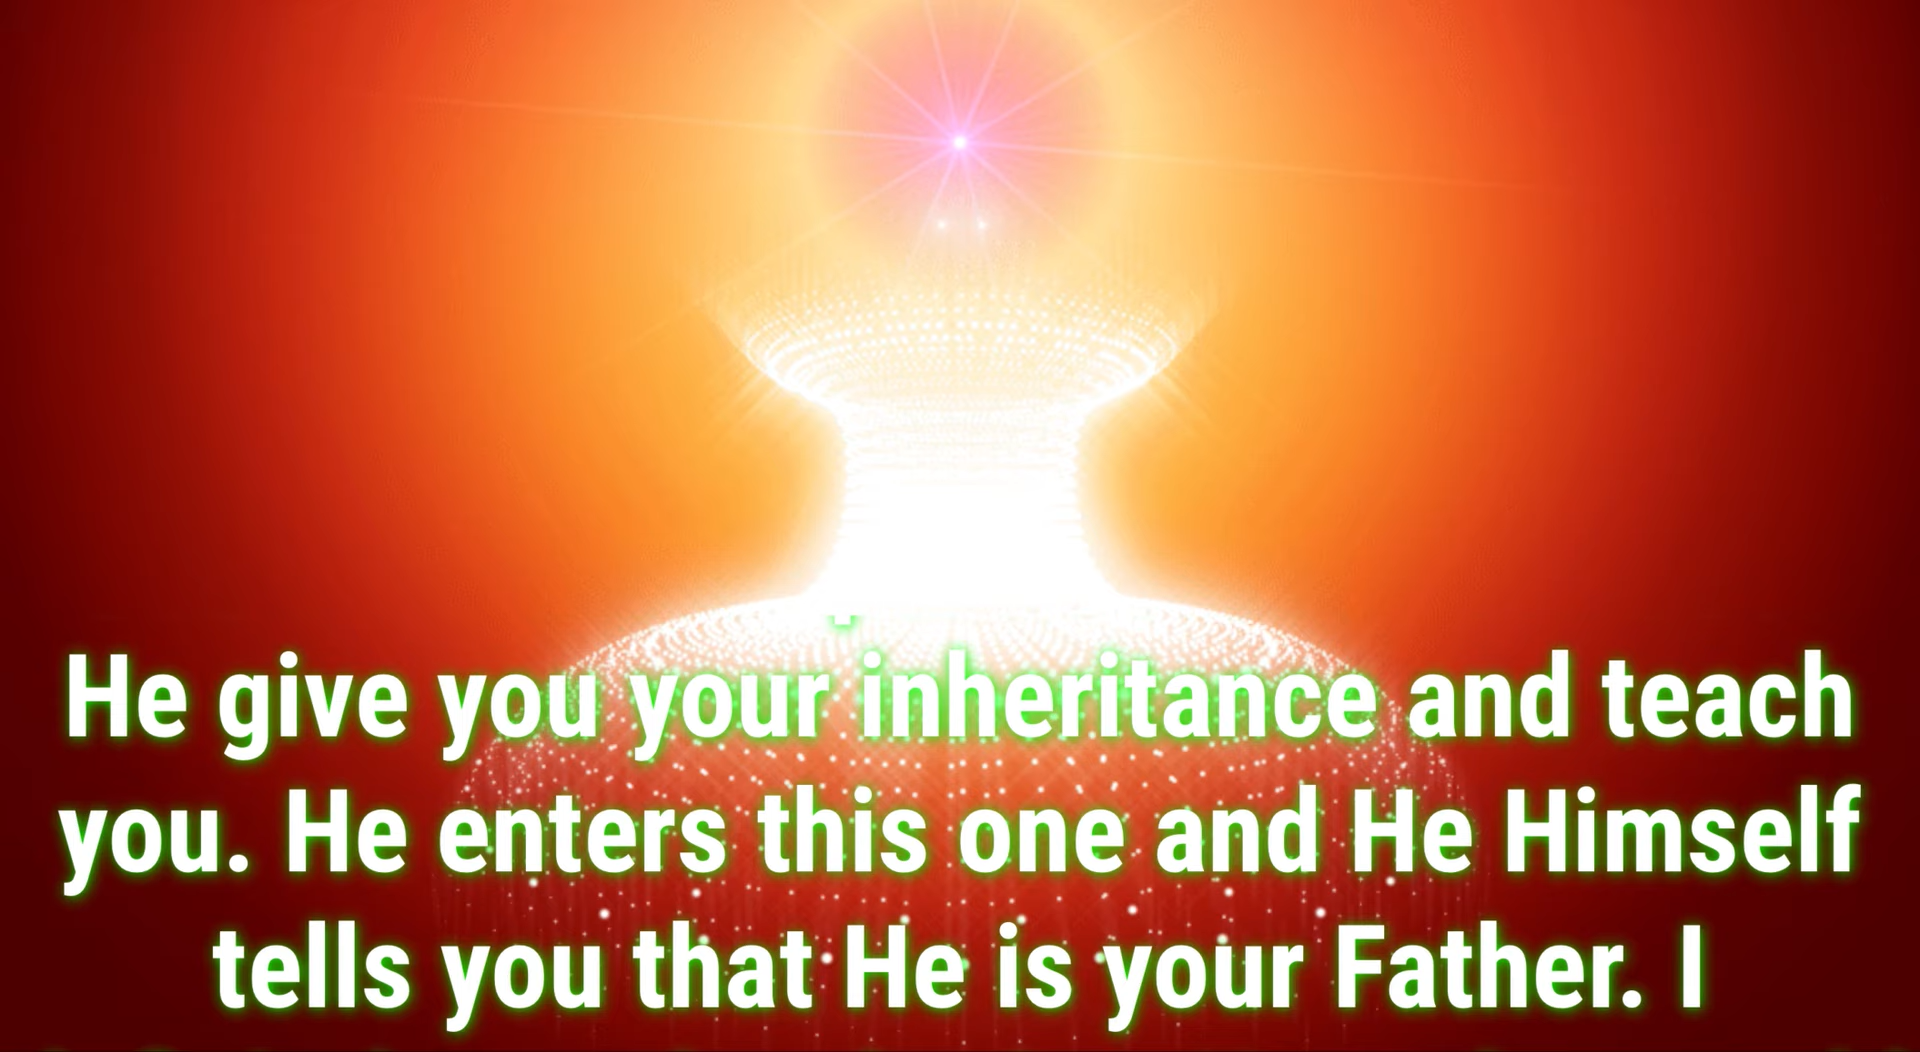 He give you your inheritance and teach
you. He enters this one and He Himself
tells you that He is your Father. I